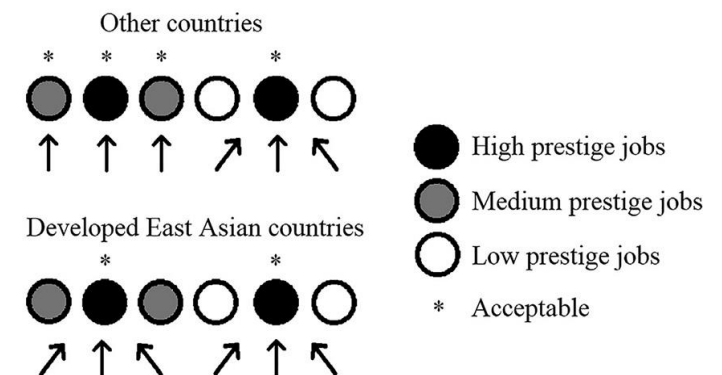 Other countries
* * * *
Developed East Asian countries
* *
High prestige jobs
Medium prestige jobs
Low prestige jobs
* Acceptable